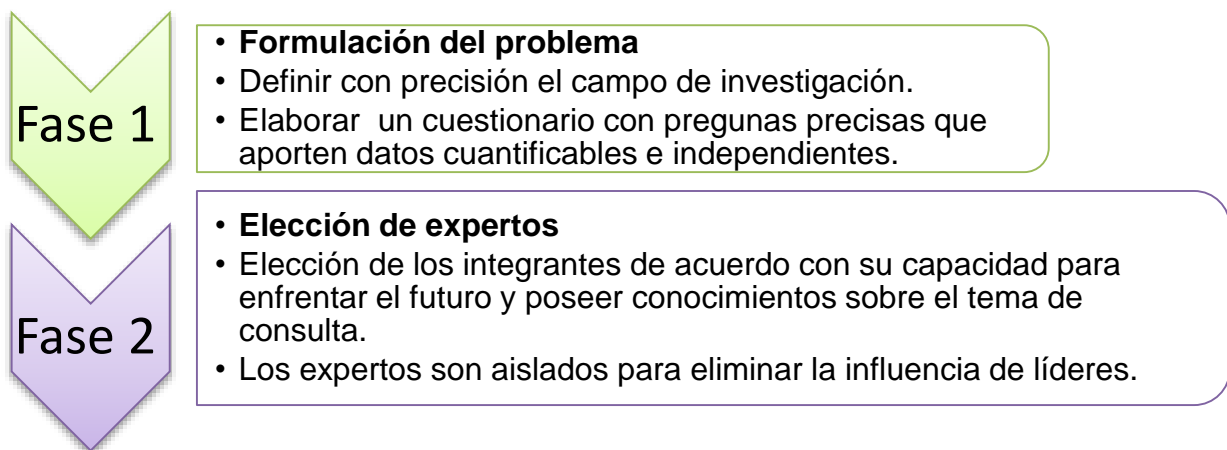 Fase 1
• Formulación del problema
• Definir con precisión el campo de investigación.
• Elaborar un cuestionario con pregunas precisas que
aporten datos cuantificables e independientes.
Fase 2
• Elección de expertos
• Elección de los integrantes de acuerdo con su capacidad para
enfrentar el futuro y poseer conocimientos sobre el tema de
consulta.
• Los expertos son aislados para eliminar la influencia de líderes.